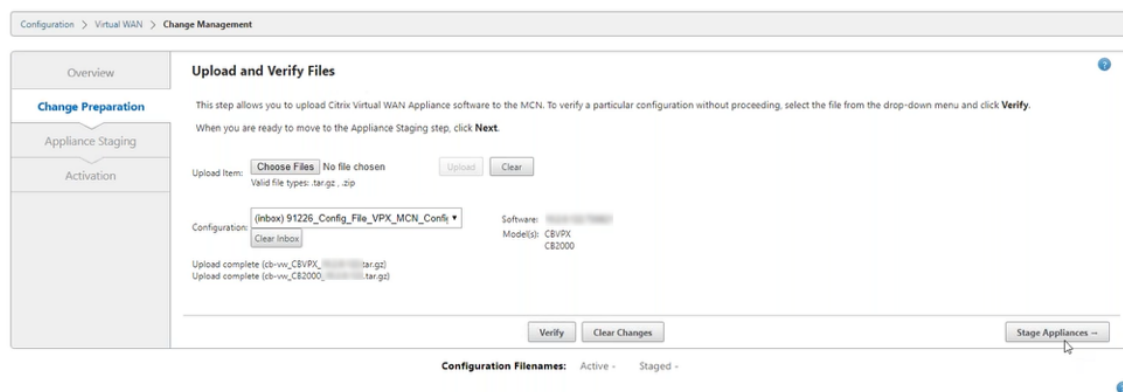 Configuration > Virtual WAN > Change Management
Overview
Change Preparation
Appliance Staging
Activation
Upload and Verify Files
This step allows you to upload Citrix Virtual WAN Appliance software to the MCN. To verify a particular configuration without proceeding, select the file from the drop-down menu and click Verify.
When you are ready to move to the Appliance Staging step, click Next.
Upload Item: Choose Files No file chosen Upload Clear
Valid file types: .tar.gz , .zip
Configuration: (inbox) 91226_Config_File_VPX_MCN_Config
Clear Inbox
Software:
Model(s): CBVPX
CB2000
Upload complete (cb-vw_CBVPX_ tar.gz)
Upload complete (cb-vw_CB2000_ .tar.gz)
Verify Clear Changes Stage Appliances →
Configuration Filenames: Active - Staged -